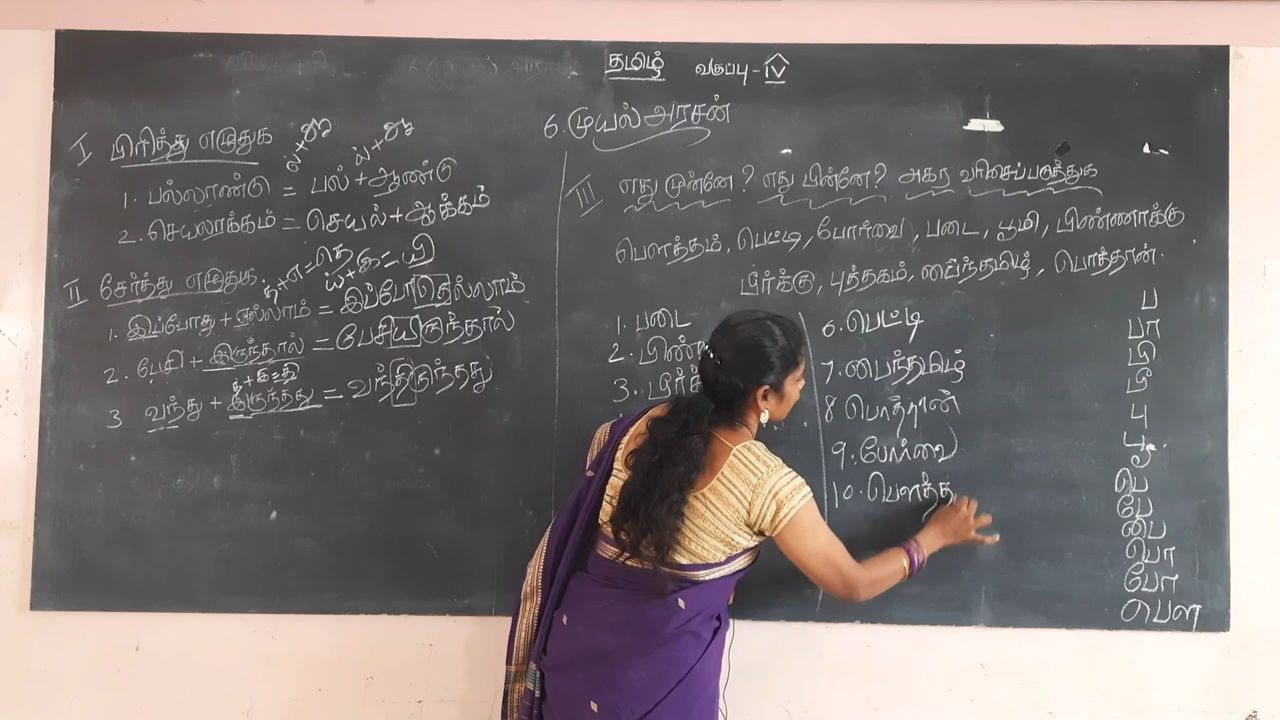 தமிழ் வகுப்பு - IV
6. முயல் அரசன்
I பிரித்து எழுதுக
ல் + ஆ ல் + ஆ
1. பல்லாண்டு = பல் + ஆண்டு
2. செயலாக்கம் = செயல் + ஆக்கம்
II சேர்த்து எழுதுக
த் + எ = தெ
ய் + இ = யி
1. இப்போது + எல்லாம் = இப்போதெல்லாம்
2. பேசி + இருந்தால் = பேசியிருந்தால்
த் + இ = தி
3 வந்து + இருந்தது = வந்திருந்தது
III எது முன்னே? எது பின்னே? அகர வரிசைப்படுத்துக
பௌத்தம், பெட்டி, போர்வை, படை, பூமி, பிண்ணாக்கு
பீர்க்கு, புத்தகம், பைந்தமிழ், பொத்தான்.
1. படை
2. பிண்
3. பீர்க்
6. பெட்டி
7. பைந்தமிழ்
8 பொத்தான்
9. போர்வை
10. பௌத்த
ப
பா
பி
பீ
பு
பூ
பெ
பே
பை
பொ
போ
பௌ